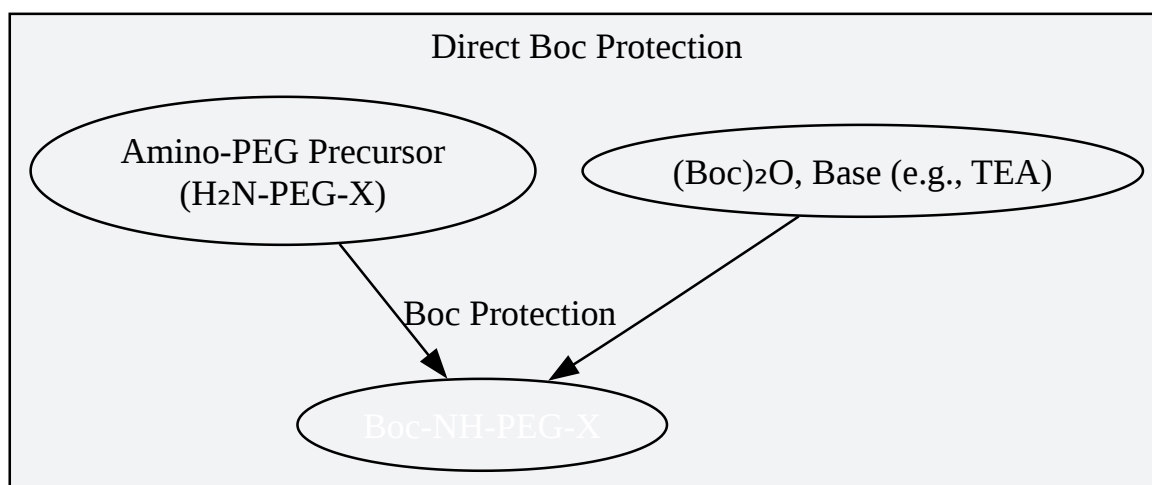 Direct Boc Protection
Amino-PEG Precursor
(H₂N-PEG-X)
(Boc)₂O, Base (e.g., TEA)
Boc Protection
Boc-NH-PEG-X